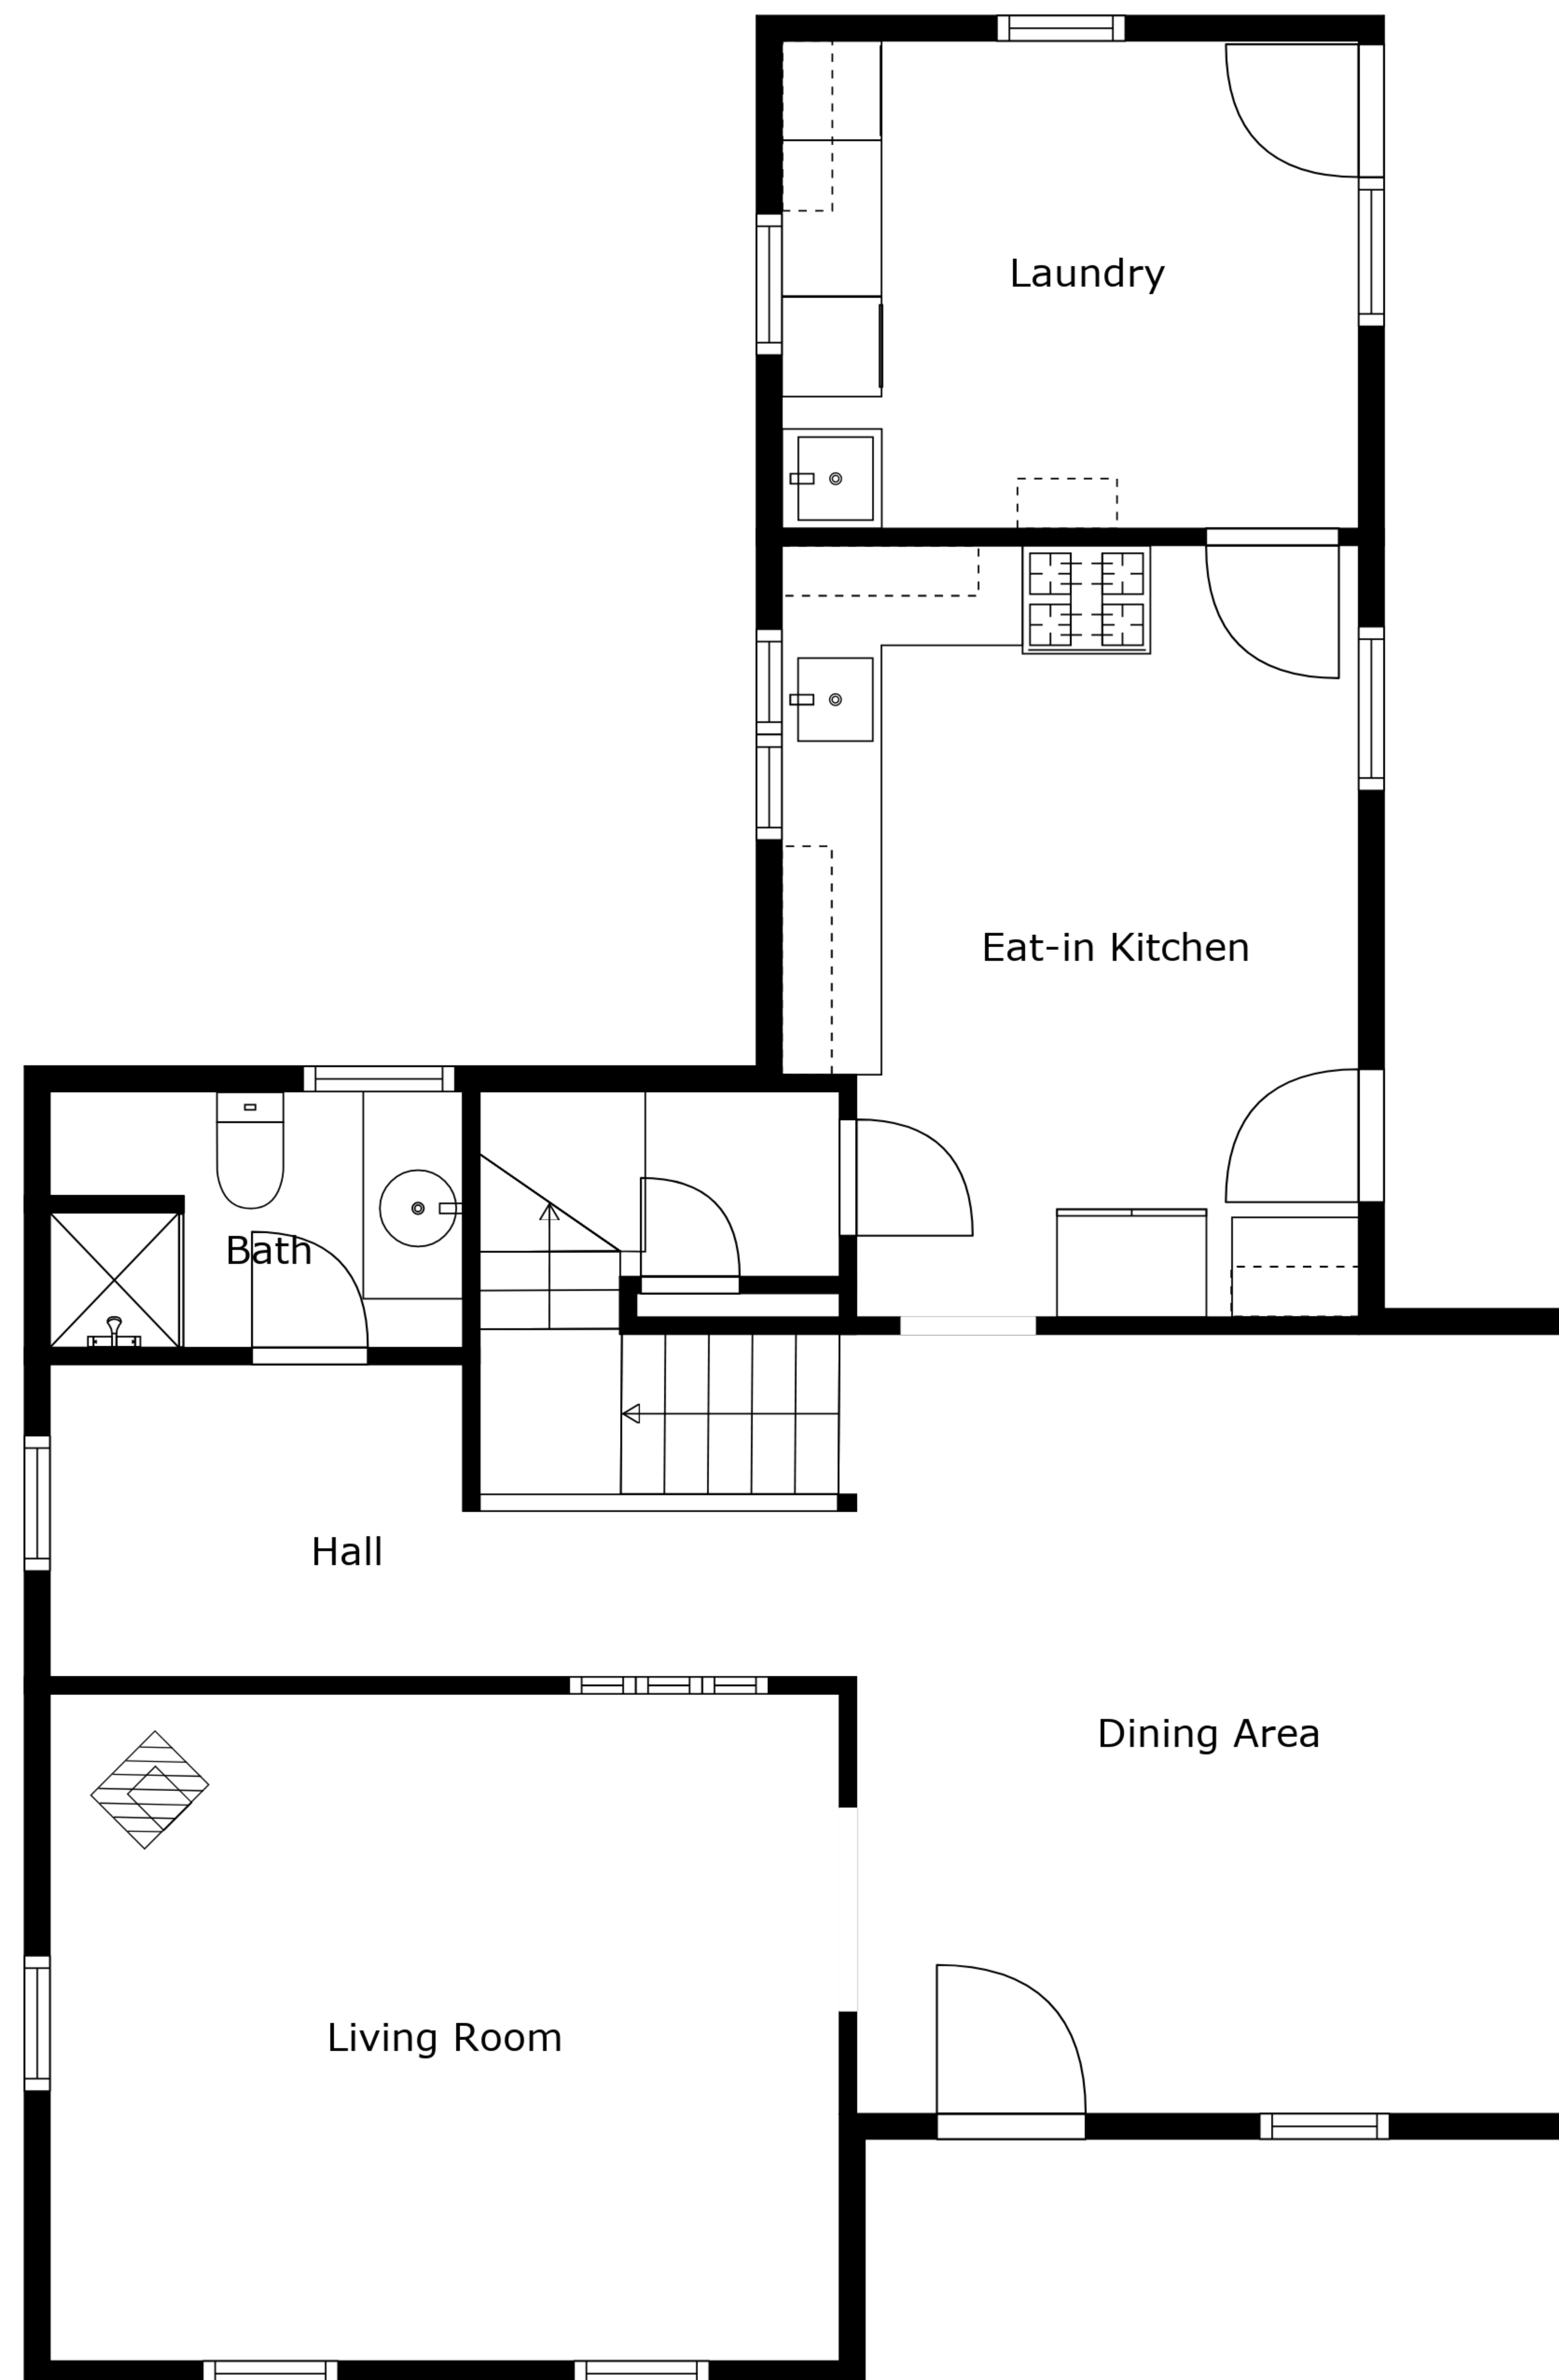 Laundry
Eat-in Kitchen
Bath
Hall
Dining Area
Living Room